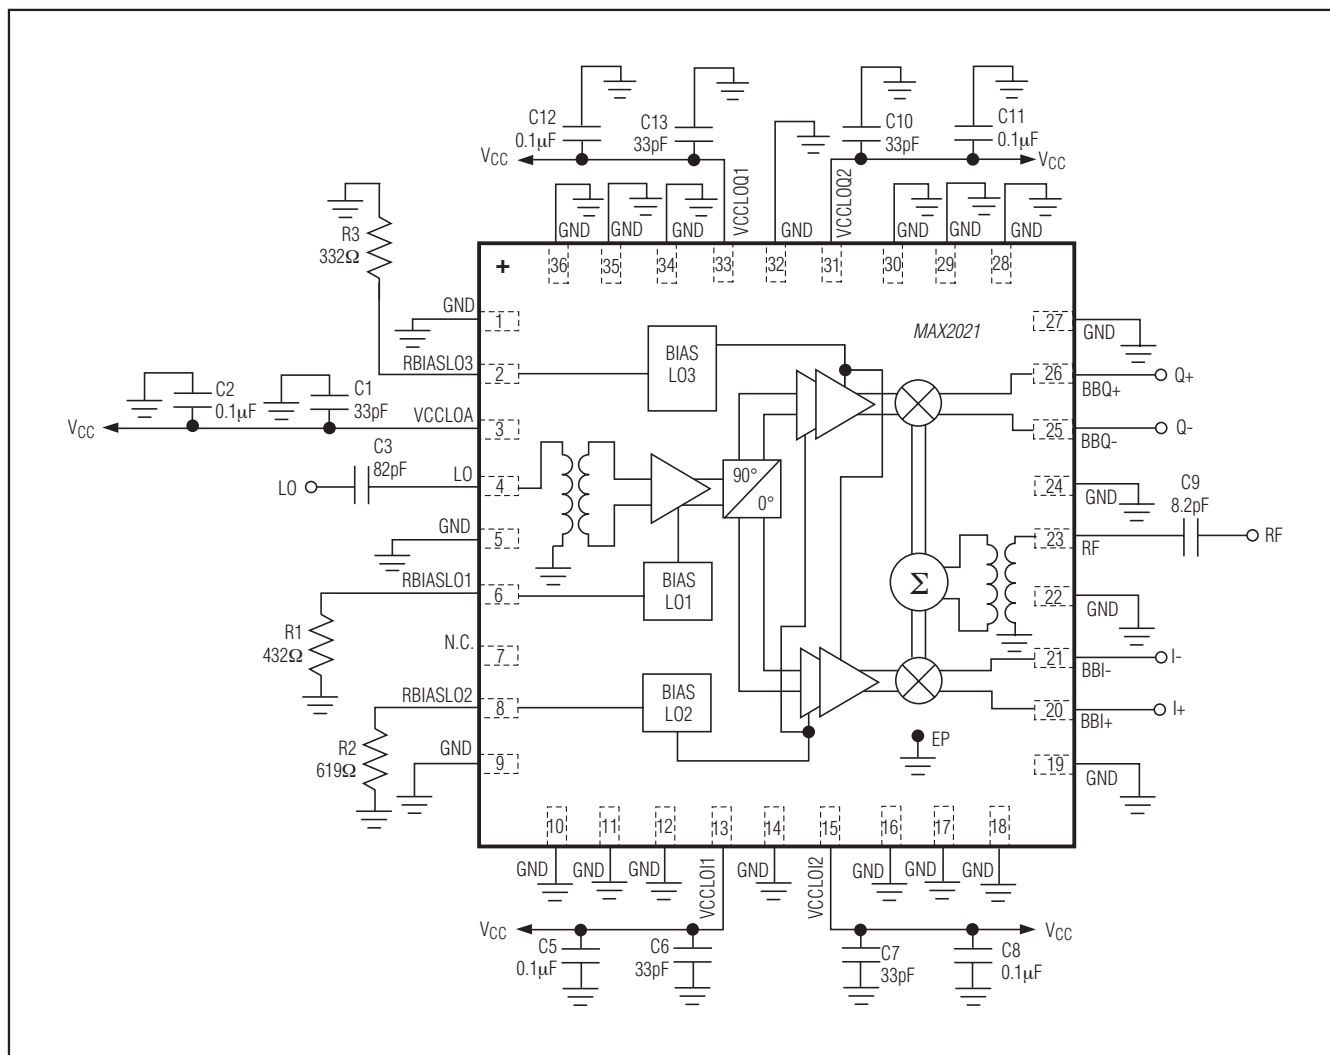 C12
0.1µF
C13
33pF
C10
33pF
C11
0.1µF
VCC
VCC
VCCLOQ1
VCCLOQ2
GND
GND
GND
GND
GND
GND
GND
R3
332Ω
+
36
35
34
33
32
31
30
29
28
MAX2021
GND
1
RBIASLO3
2
C2
0.1µF
C1
33pF
VCC
VCCLOA
3
C3
82pF
LO
LO
4
GND
5
RBIASLO1
6
R1
432Ω
N.C.
7
RBIASLO2
8
R2
619Ω
GND
9
BIAS
LO3
90°
0°
BIAS
LO1
BIAS
LO2
Σ
EP
27
GND
26
BBQ+
Q+
25
BBQ-
Q-
24
GND
C9
8.2pF
23
RF
RF
22
GND
21
BBI-
I-
20
BBI+
I+
19
GND
10
11
12
13
14
15
16
17
18
GND
GND
GND
VCCLOI1
GND
VCCLOI2
GND
GND
GND
VCC
C5
0.1µF
C6
33pF
C7
33pF
C8
0.1µF
VCC